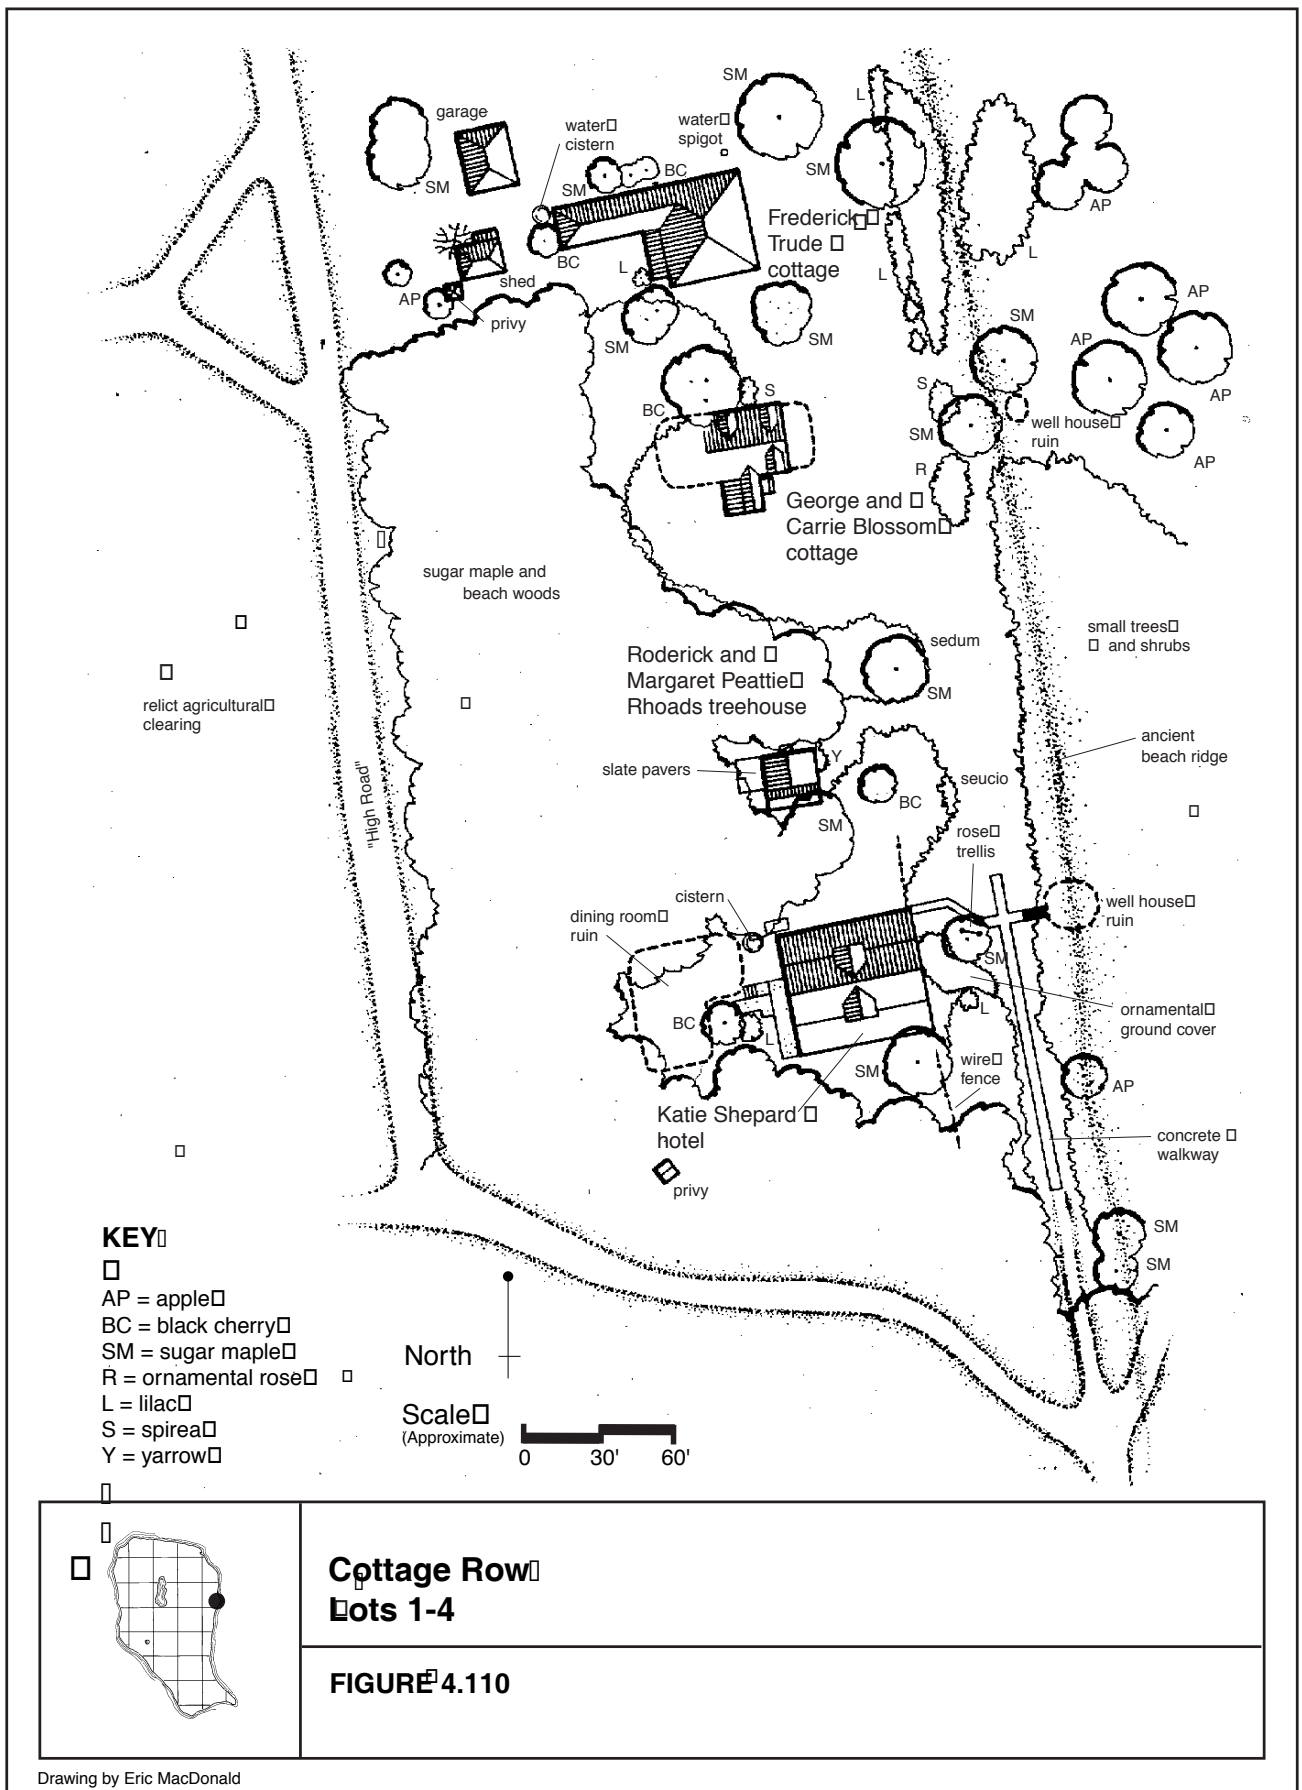 SM
garage
water
cistern
water
spigot
L
SM
BC
SM
SM
AP
Frederick
Trude
cottage
BC
L
L
L
shed
AP
privy
SM
SM
AP
SM
AP
AP
AP
S
BC
S
SM
well house
ruin
R
George and
Carrie Blossom
cottage
sugar maple and
beach woods
small trees
and shrubs
sedum
SM
Roderick and
Margaret Peattie
Rhoads treehouse
relict agricultural
clearing
ancient
beach ridge
Y
slate pavers
seucio
BC
SM
"High Road"
rose
trellis
cistern
well house
ruin
dining room
ruin
SM
ornamental
ground cover
L
BC
L
SM
wire
fence
AP
Katie Shepard
hotel
concrete
walkway
privy
SM
SM
KEY
AP = apple
BC = black cherry
SM = sugar maple
R = ornamental rose
L = lilac
S = spirea
Y = yarrow
North
Scale
(Approximate)
0 30' 60'
Cottage Row
Lots 1-4
FIGURE 4.110
Drawing by Eric MacDonald